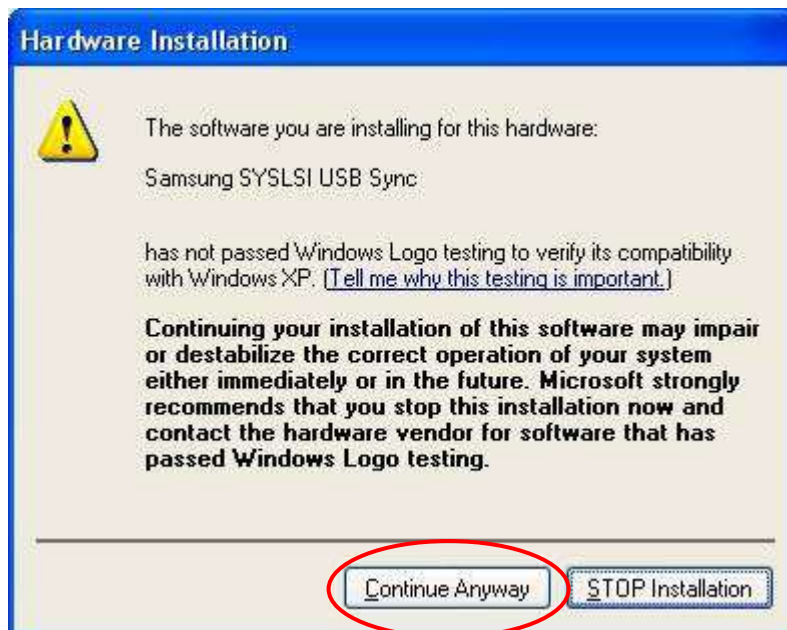 Hardware Installation
The software you are installing for this hardware:
Samsung SYSLSI USB Sync
has not passed Windows Logo testing to verify its compatibility
with Windows XP. (Tell me why this testing is important.)
Continuing your installation of this software may impair
or destabilize the correct operation of your system
either immediately or in the future. Microsoft strongly
recommends that you stop this installation now and
contact the hardware vendor for software that has
passed Windows Logo testing.
Continue Anyway
STOP Installation